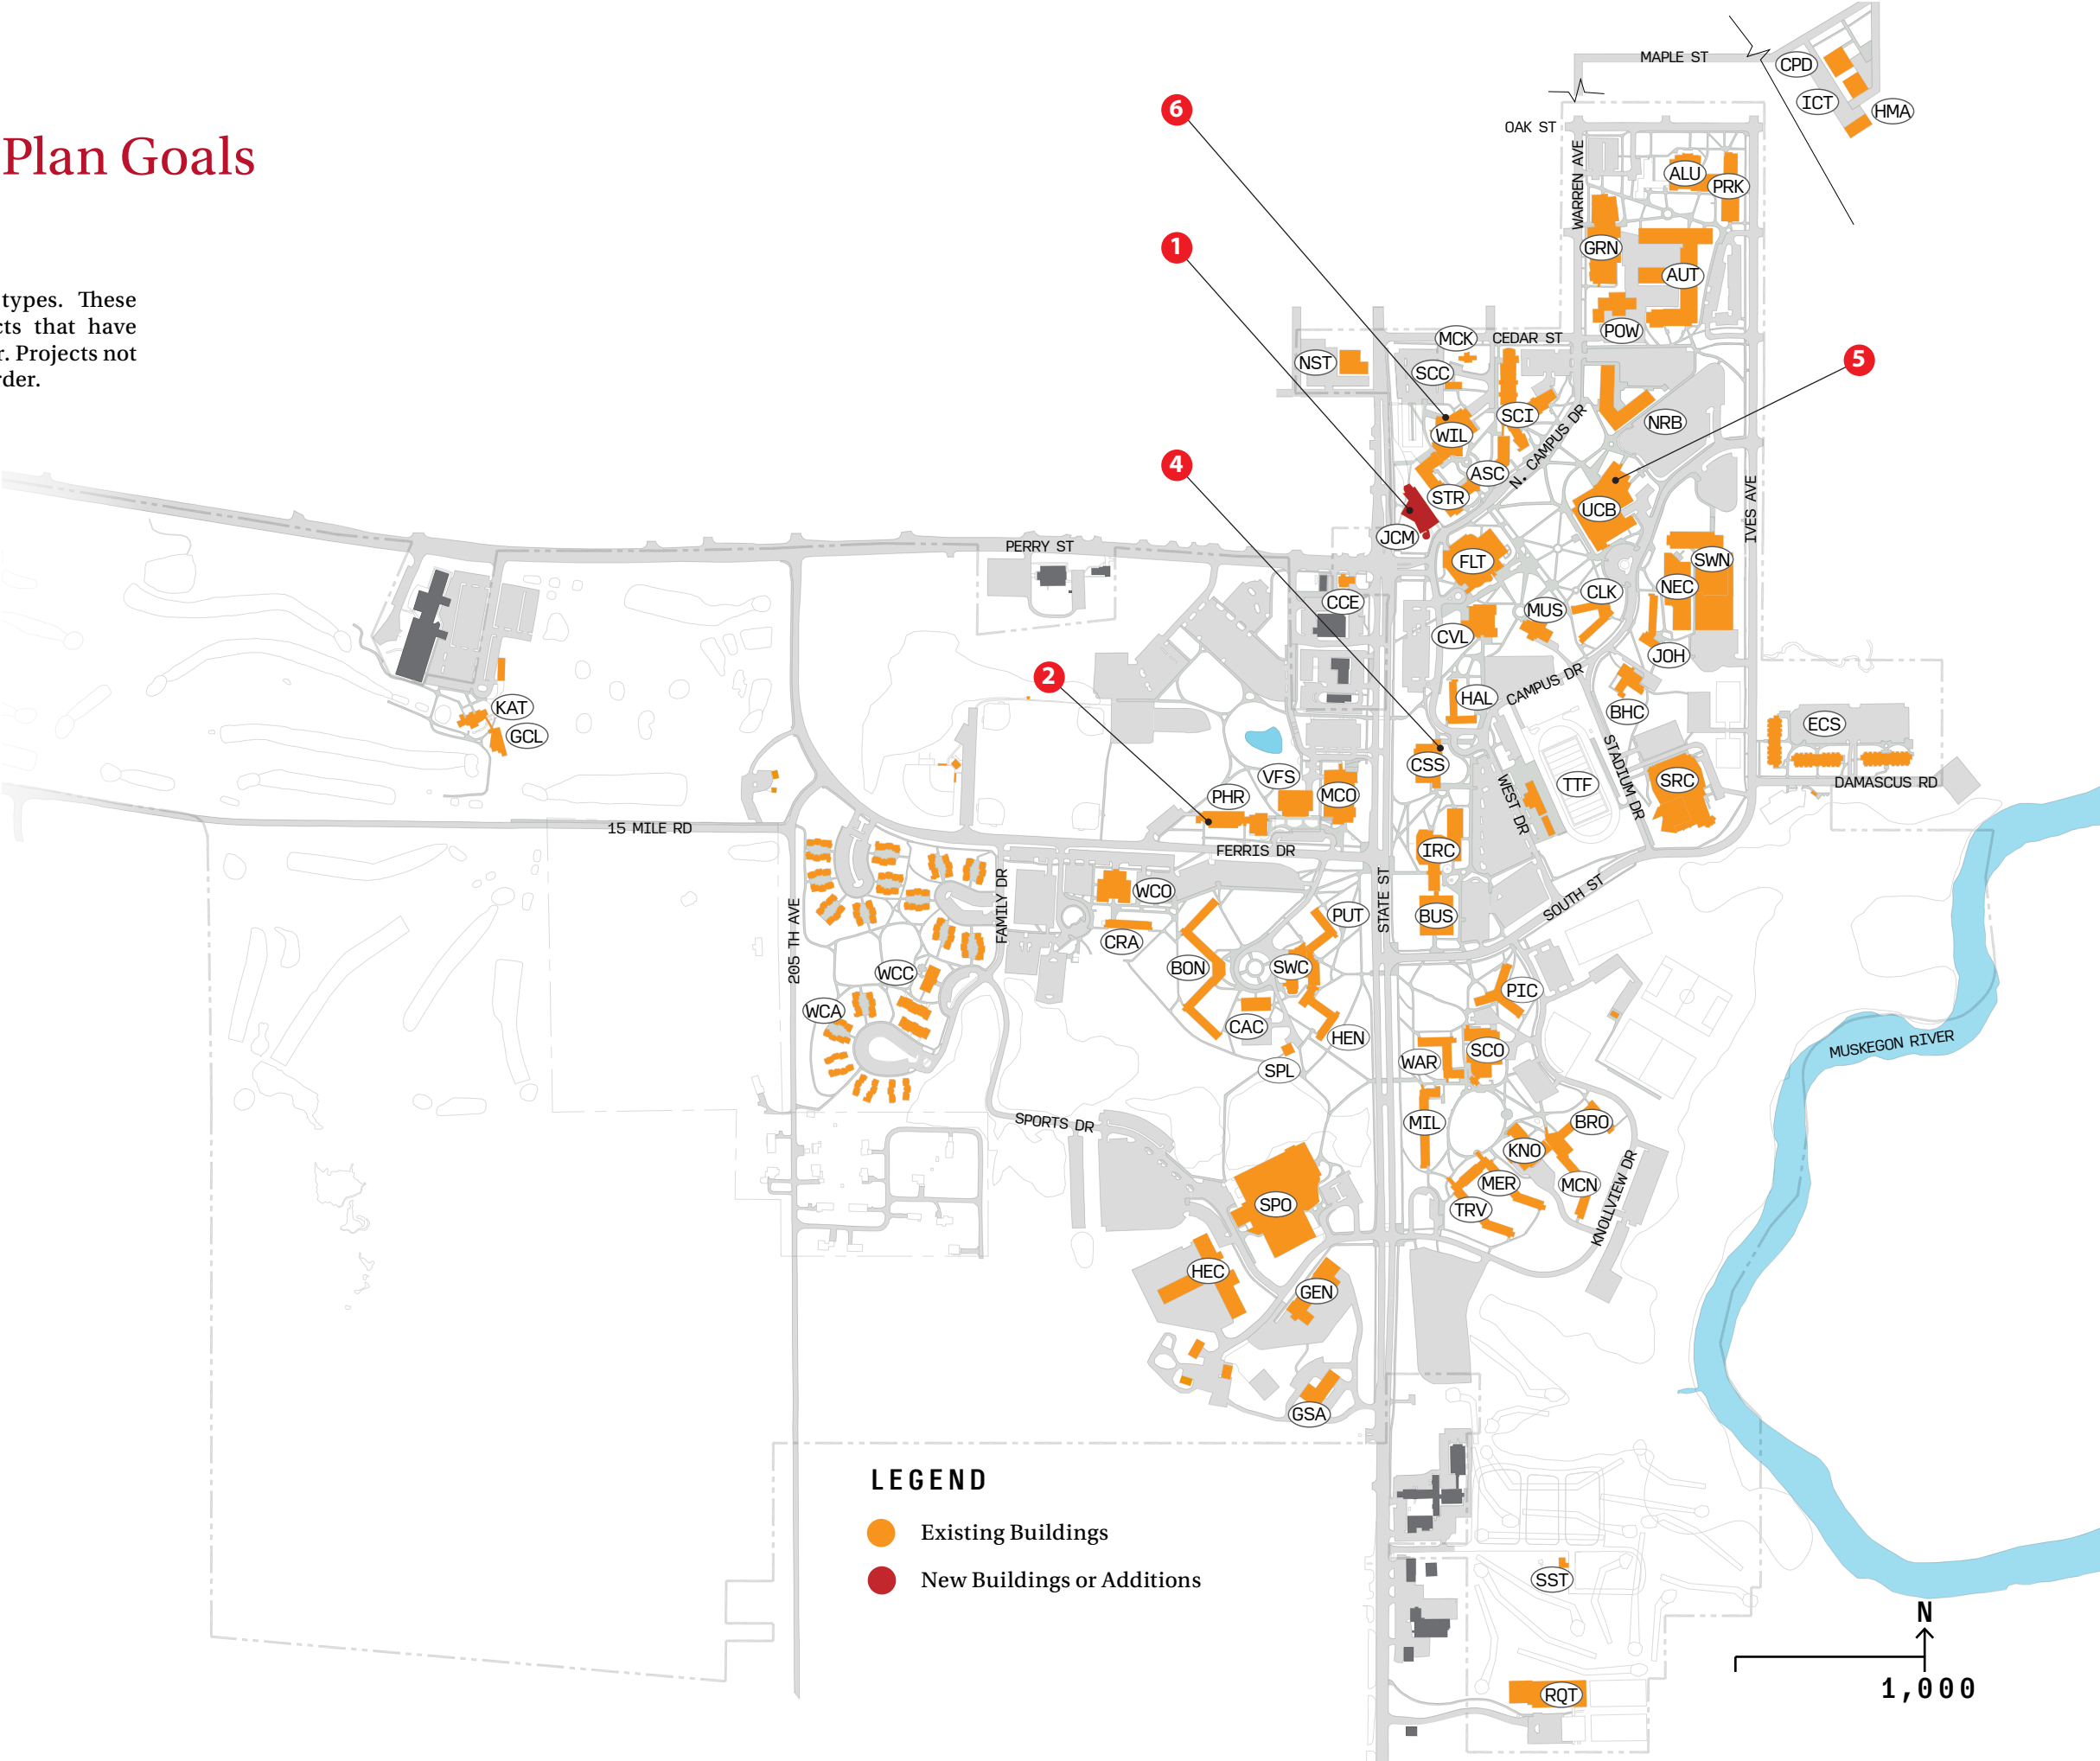 Plan Goals
types. These
cts that have
r. Projects not
rder.
MAPLE ST
CPD
ICT
HMA
6
OAK ST
WARREN AVE
ALU
PRK
1
GRN
AUT
POW
MCK
CEDAR ST
NST
SCC
5
SCI
NRB
WIL
N. CAMPUS DR
4
ASC
STR
UCB
IVES AVE
JCM
PERRY ST
FLT
SWN
NEC
CLK
CCE
MUS
CVL
JOH
2
CAMPUS DR
HAL
KAT
BHC
GCL
ECS
CSS
STADIUM DR
VFS
PHR
MCO
WEST DR
TTF
SRC
DAMASCUS RD
15 MILE RD
FERRIS DR
IRC
WCO
STATE ST
SOUTH ST
FAMILY DR
205 TH AVE
PUT
BUS
CRA
BON
SWC
WCC
PIC
WCA
CAC
HEN
MUSKEGON RIVER
SCO
WAR
SPL
SPORTS DR
MIL
BRO
KNO
MER
MCN
KNOLLVIEW DR
SPO
TRV
HEC
GEN
GSA
LEGEND
Existing Buildings
New Buildings or Additions
SST
N
1,000
RQT